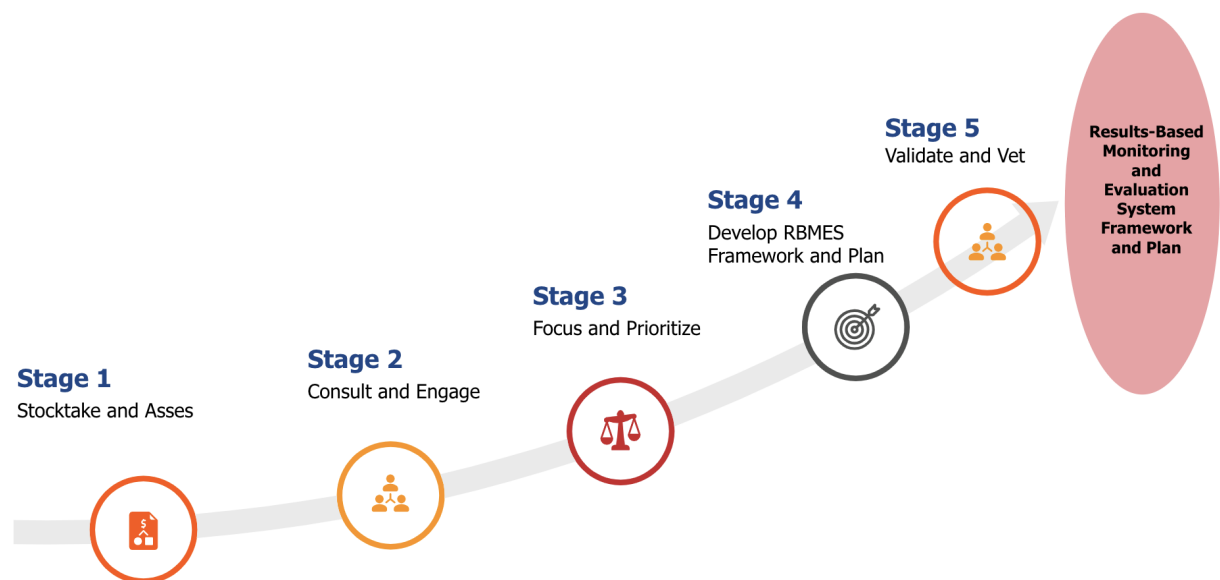 Stage 1
Stocktake and Asses
Stage 2
Consult and Engage
Stage 3
Focus and Prioritize
Stage 4
Develop RBMES
Framework and Plan
Stage 5
Validate and Vet
Results-Based
Monitoring
and
Evaluation
System
Framework
and Plan
$